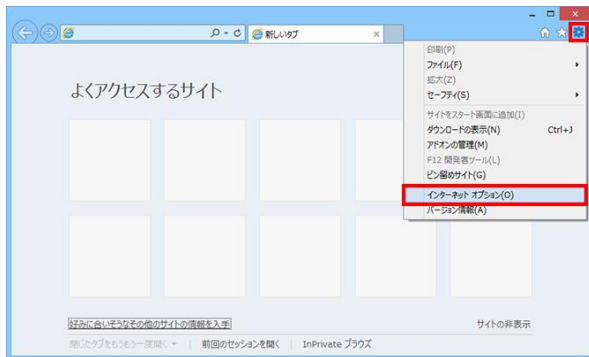 新しいタブ
印刷(P)
ファイル(F)
拡大(Z)
セーフティ(S)
サイトをスタート画面に追加(I)
ダウンロードの表示(N) Ctrl+J
アドオンの管理(M)
F12 開発者ツール(L)
ピン留めサイト(G)
インターネット オプション(O)
バージョン情報(A)
よくアクセスするサイト
好みに合いそうなその他のサイトの情報を入手
サイトの非表示
閉じたタブをもう一度開く 前回のセッションを開く InPrivate ブラウズ